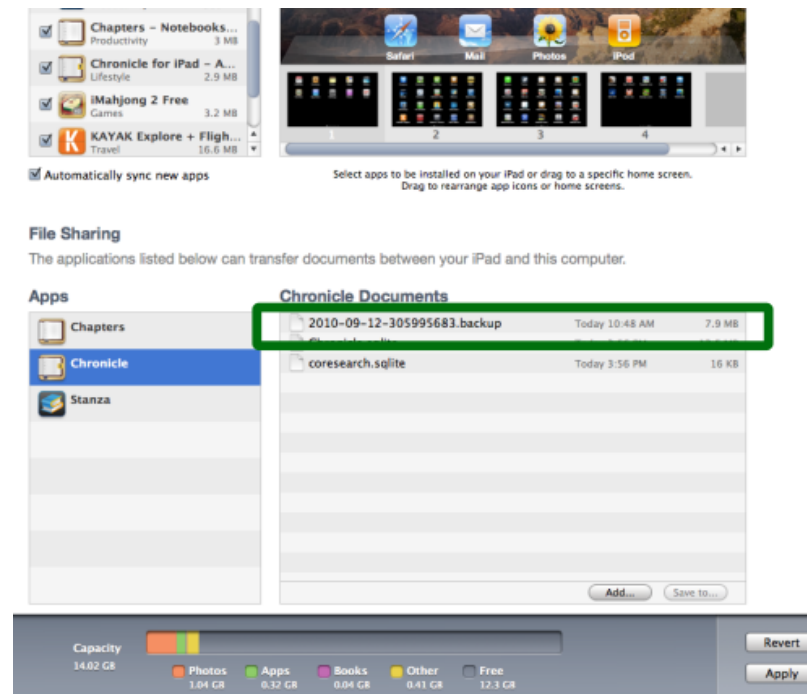 Chapters – Notebooks...
Productivity 3 MB
Chronicle for iPad – A...
Lifestyle 2.9 MB
iMahjong 2 Free
Games 3.2 MB
KAYAK Explore + Fligh...
Travel 16.6 MB
Automatically sync new apps
Safari Mail Photos iPod
1 2 3 4
Select apps to be installed on your iPad or drag to a specific home screen.
Drag to rearrange app icons or home screens.
File Sharing
The applications listed below can transfer documents between your iPad and this computer.
Apps
Chapters
Chronicle
Stanza
Chronicle Documents
2010-09-12-305995683.backup Today 10:48 AM 7.9 MB
Chronicle.sqlite
coresearch.sqlite Today 3:56 PM 16 KB
Add... Save to...
Capacity
14.02 GB
Photos Apps Books Other Free
1.04 GB 0.32 GB 0.04 GB 0.41 GB 12.3 GB
Revert
Apply